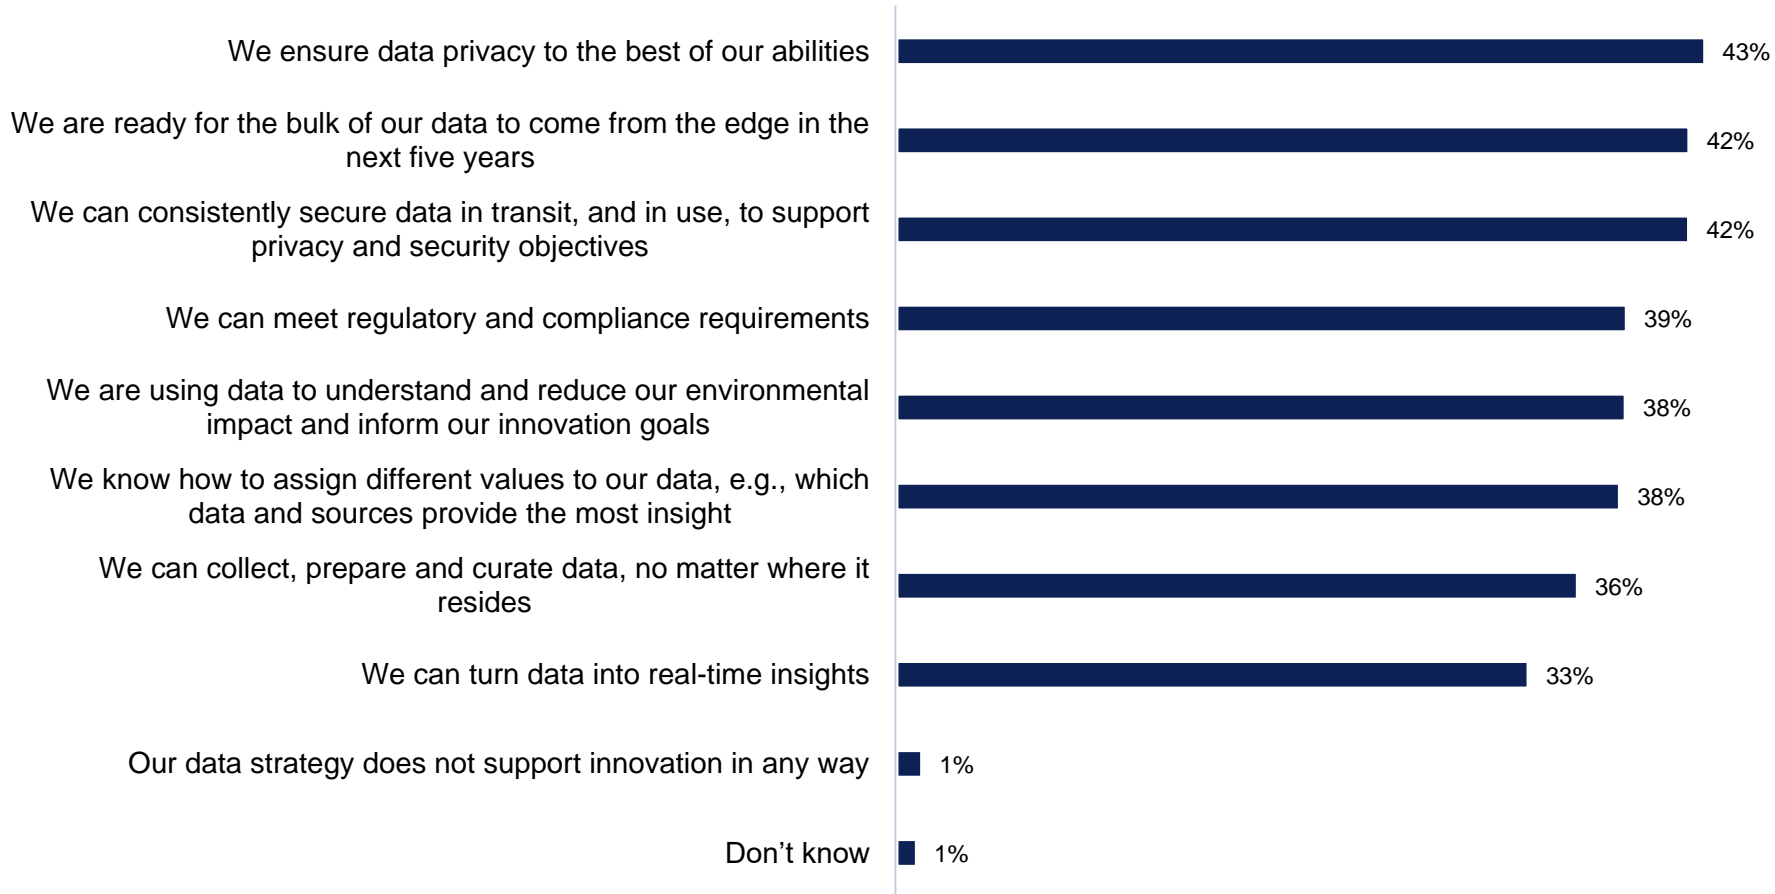 We ensure data privacy to the best of our abilities
43%
We are ready for the bulk of our data to come from the edge in the
next five years
42%
We can consistently secure data in transit, and in use, to support
privacy and security objectives
42%
We can meet regulatory and compliance requirements
39%
We are using data to understand and reduce our environmental
impact and inform our innovation goals
38%
We know how to assign different values to our data, e.g., which
data and sources provide the most insight
38%
We can collect, prepare and curate data, no matter where it
resides
36%
We can turn data into real-time insights
33%
Our data strategy does not support innovation in any way
1%
Don’t know
1%